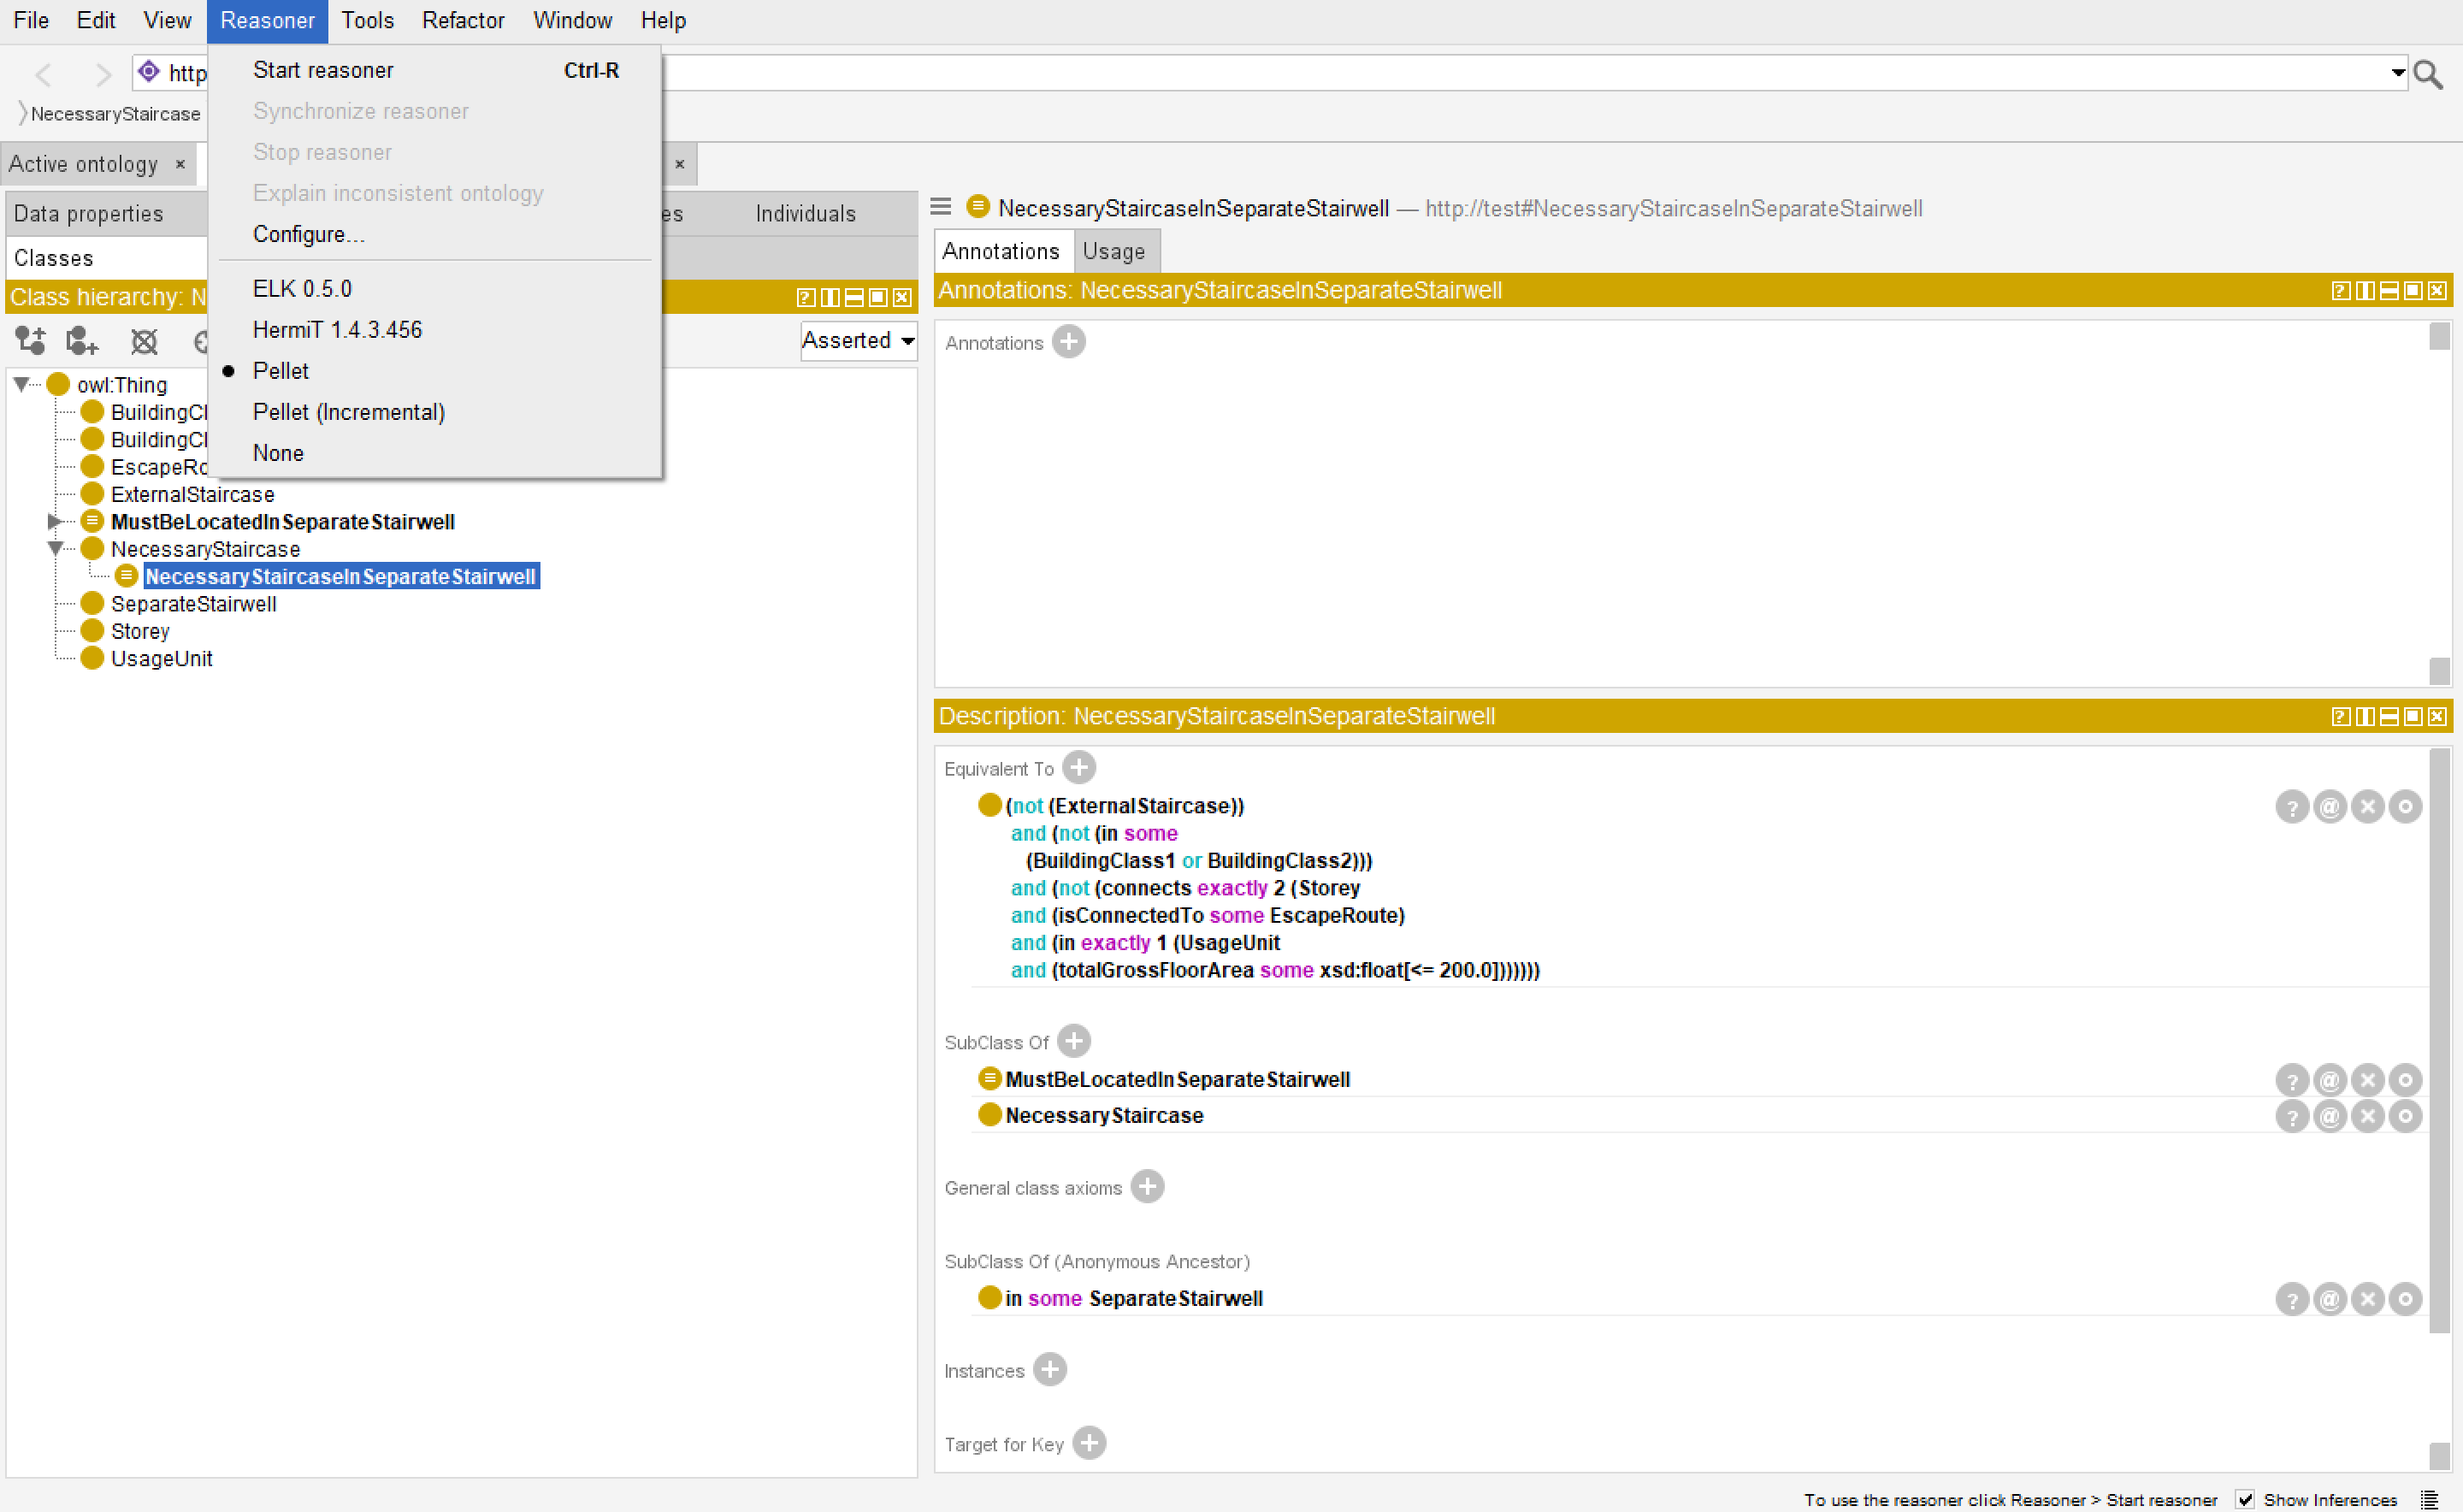 File Edit View Reasoner Tools Refactor Window Help
http
NecessaryStaircase
Start reasoner Ctrl-R
Synchronize reasoner
Stop reasoner
Explain inconsistent ontology
Configure...
ELK 0.5.0
HermiT 1.4.3.456
Pellet
Pellet (Incremental)
None
Active ontology × ×
Data properties es Individuals
Classes
Class hierarchy: N
Asserted
owl:Thing
BuildingCl
BuildingCl
EscapeRo
ExternalStaircase
MustBeLocatedInSeparateStairwell
NecessaryStaircase
NecessaryStaircaseInSeparateStairwell
SeparateStairwell
Storey
UsageUnit
NecessaryStaircaseInSeparateStairwell — http://test#NecessaryStaircaseInSeparateStairwell
Annotations Usage
Annotations: NecessaryStaircaseInSeparateStairwell
Annotations
Description: NecessaryStaircaseInSeparateStairwell
Equivalent To
(not (ExternalStaircase))
and (not (in some
(BuildingClass1 or BuildingClass2)))
and (not (connects exactly 2 (Storey
and (isConnectedTo some EscapeRoute)
and (in exactly 1 (UsageUnit
and (totalGrossFloorArea some xsd:float[<= 200.0]))))))
SubClass Of
MustBeLocatedInSeparateStairwell
NecessaryStaircase
General class axioms
SubClass Of (Anonymous Ancestor)
in some SeparateStairwell
Instances
Target for Key
To use the reasoner click Reasoner > Start reasoner Show Inferences